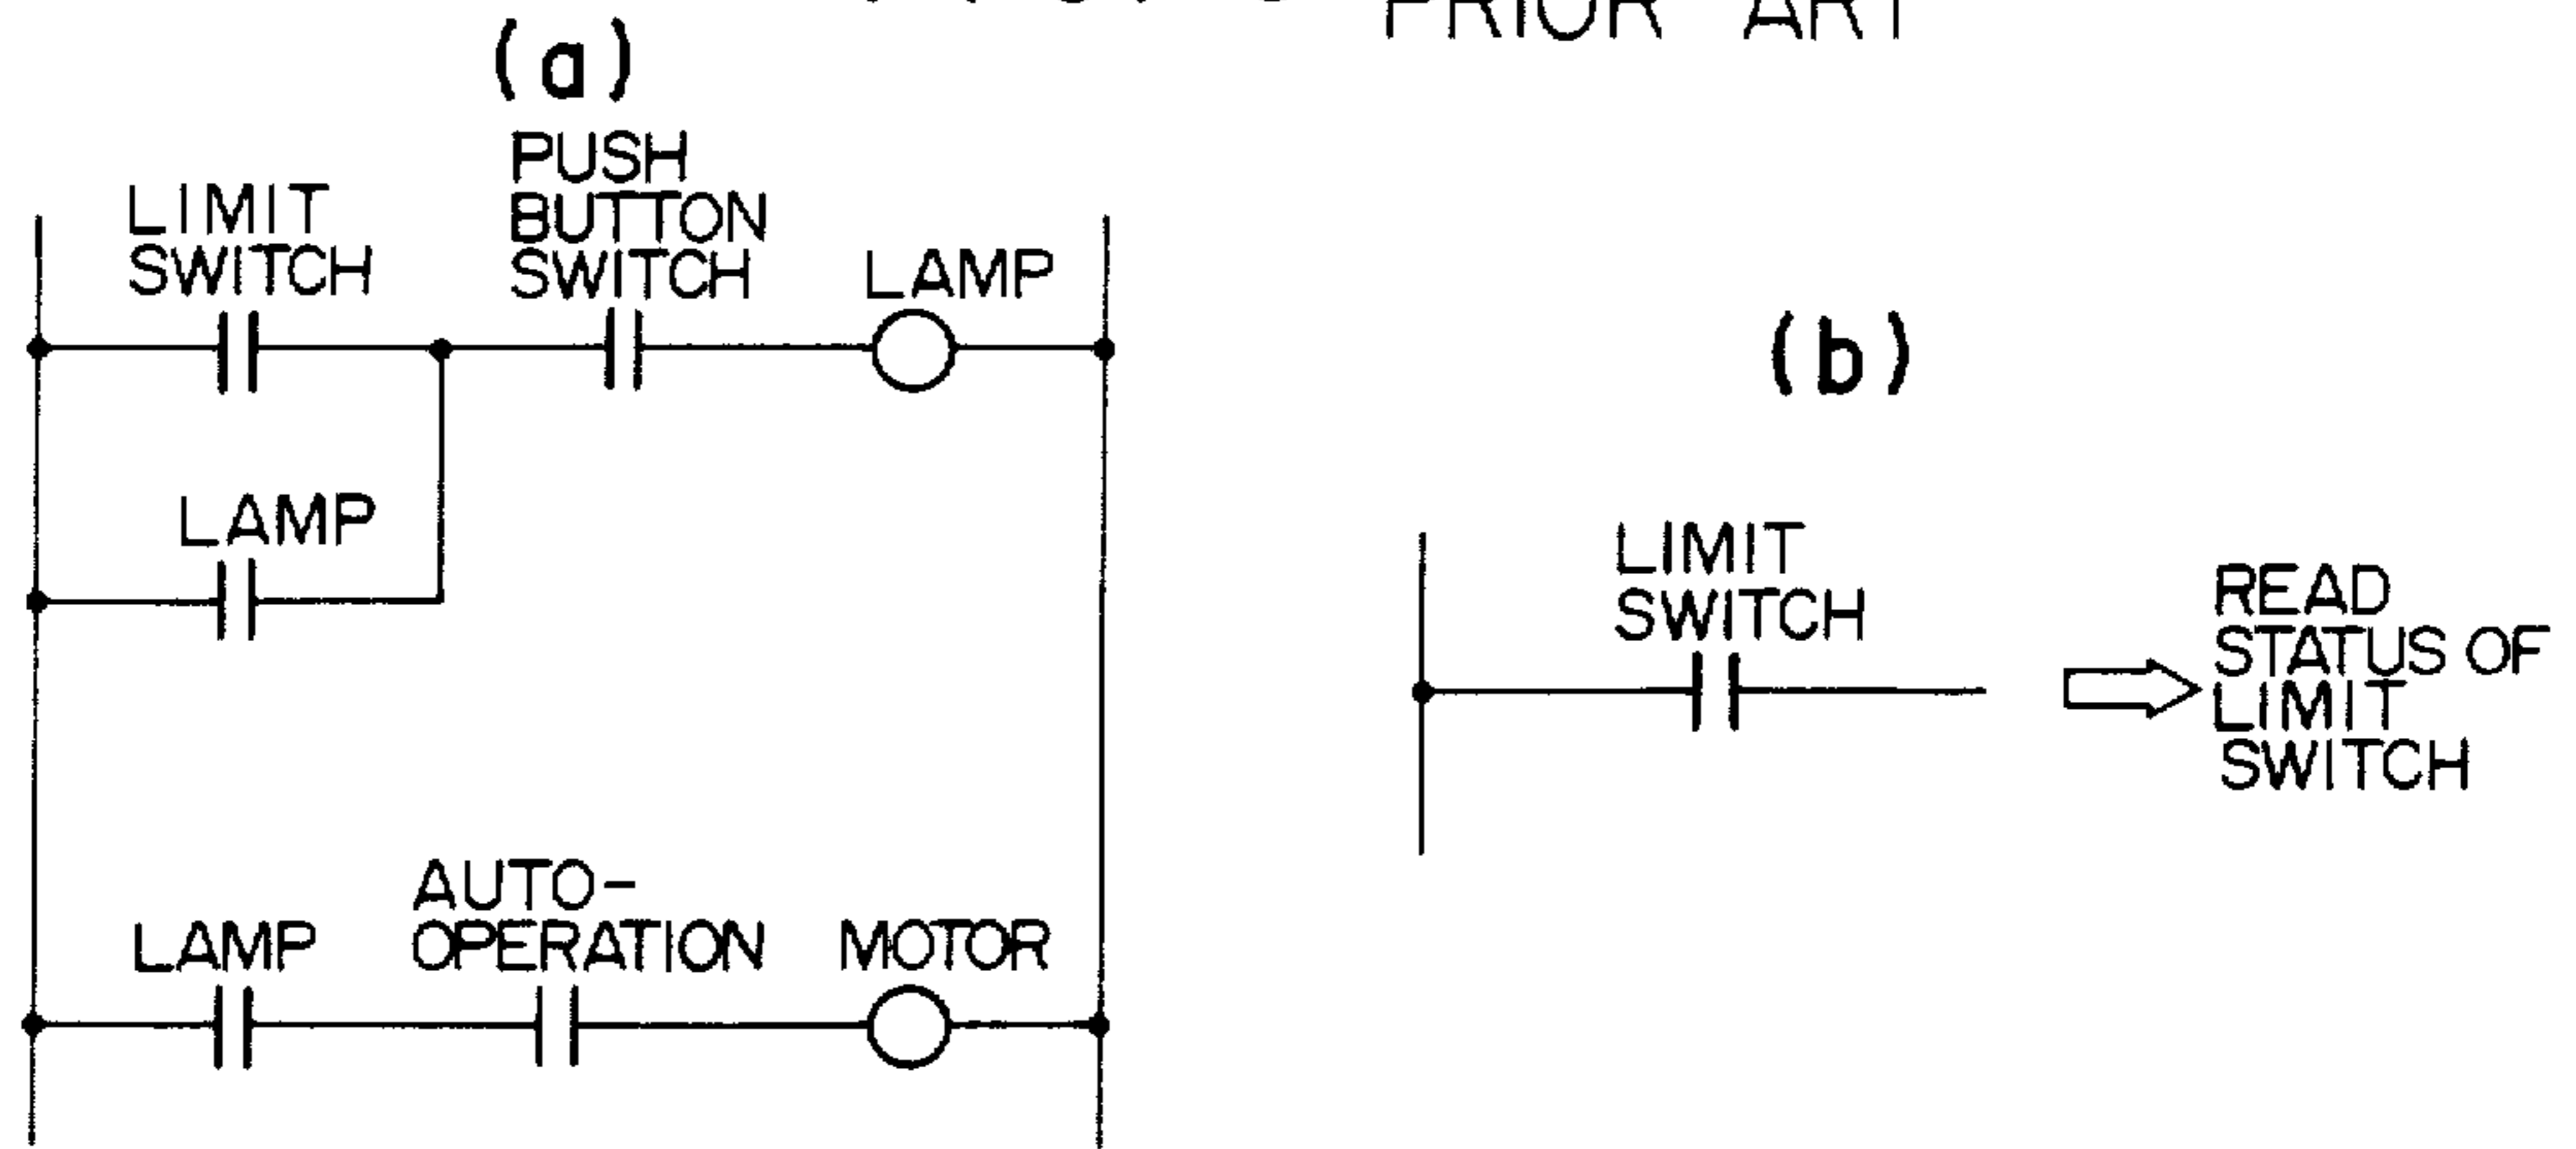 PRIOR ART
(a)
LIMIT
SWITCH
PUSH
BUTTON
SWITCH
LAMP
LAMP
LAMP
AUTO-
OPERATION
MOTOR
(b)
LIMIT
SWITCH
READ
STATUS OF
LIMIT
SWITCH